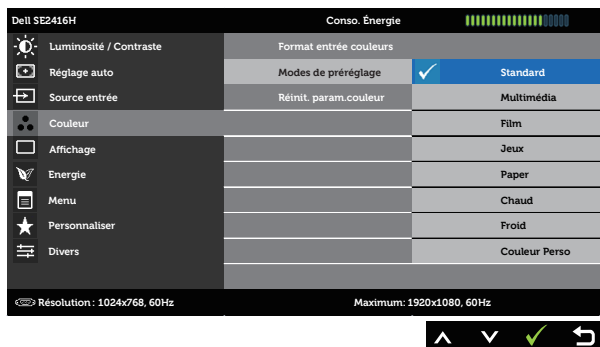 Dell SE2416H Conso. Énergie
Luminosité / Contraste Format entrée couleurs
Réglage auto Modes de préréglage Standard
Source entrée Réinit. param.couleur Multimédia
Couleur Film
Affichage Jeux
Energie Paper
Menu Chaud
Personnaliser Froid
Divers Couleur Perso
Résolution : 1024x768, 60Hz Maximum: 1920x1080, 60Hz